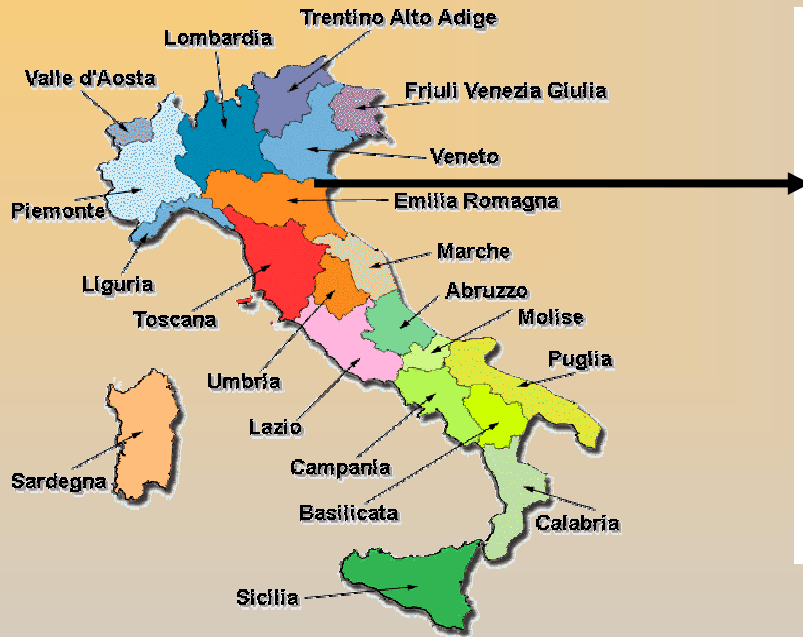 Trentino Alto Adige
Lombardia
Valle d'Aosta
Friuli Venezia Giulia
Veneto
Emilia Romagna
Piemonte
Marche
Liguria
Abruzzo
Toscana
Molise
Puglia
Umbria
Lazio
Campania
Sardegna
Basilicata
Calabria
Sicilia